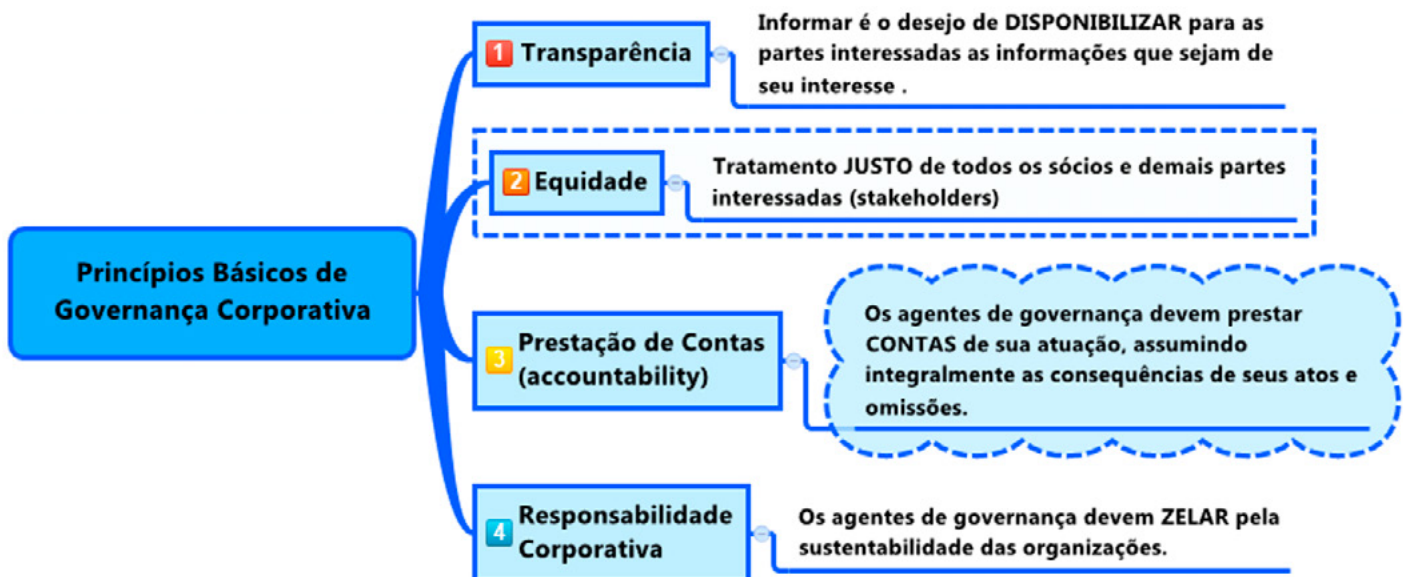 Princípios Básicos de
Governança Corporativa
1 Transparência
Informar é o desejo de DISPONIBILIZAR para as
partes interessadas as informações que sejam de
seu interesse .
2 Equidade
Tratamento JUSTO de todos os sócios e demais partes
interessadas (stakeholders)
3 Prestação de Contas
(accountability)
Os agentes de governança devem prestar
CONTAS de sua atuação, assumindo
integralmente as consequências de seus atos e
omissões.
4 Responsabilidade
Corporativa
Os agentes de governança devem ZELAR pela
sustentabilidade das organizações.